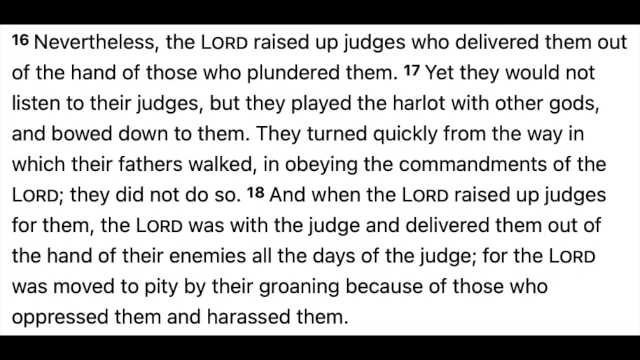 16 Nevertheless, the LORD raised up judges who delivered them out
of the hand of those who plundered them. 17 Yet they would not
listen to their judges, but they played the harlot with other gods,
and bowed down to them. They turned quickly from the way in
which their fathers walked, in obeying the commandments of the
LORD; they did not do so. 18 And when the LORD raised up judges
for them, the LORD was with the judge and delivered them out of
the hand of their enemies all the days of the judge; for the LORD
was moved to pity by their groaning because of those who
oppressed them and harassed them.